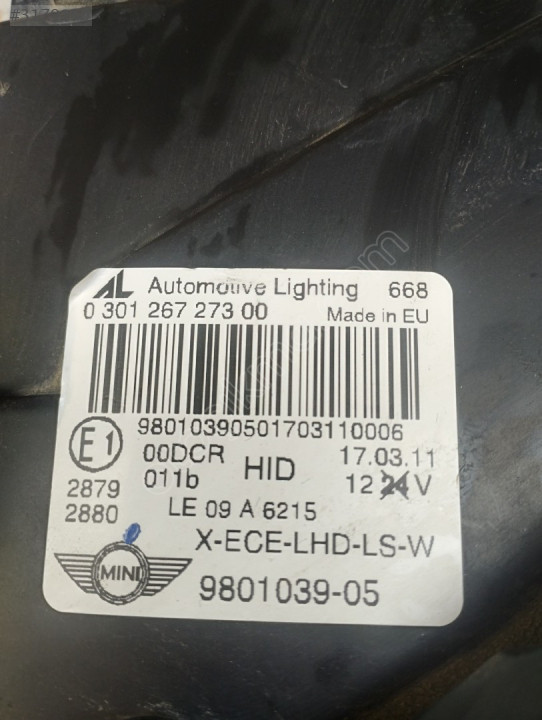 AL Automotive Lighting 668
0 301 267 273 00 Made in EU
98010390501703110006
E1 00DCR HID 17.03.11
011b 12 24 V
2879
2880 LE 09 A 6215
X-ECE-LHD-LS-W
MINI 9801039-05